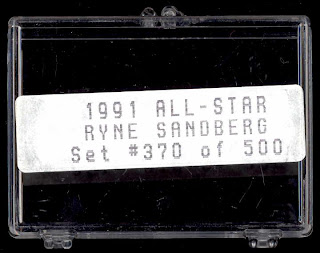 1991 ALL-STAR
RYNE SANDBERG
Set #370 of 500